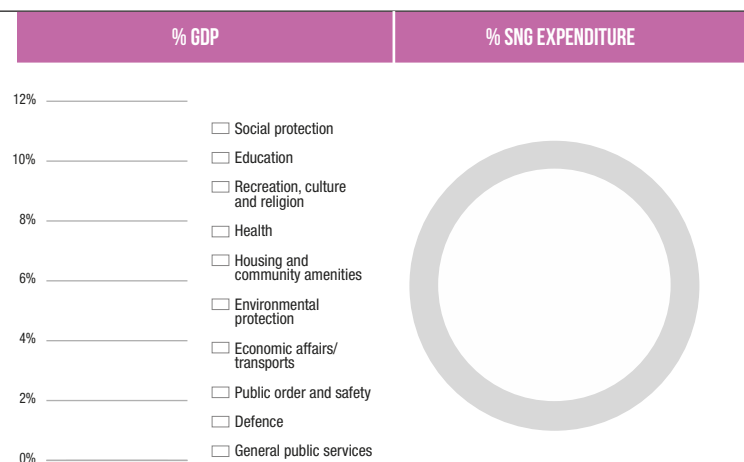 % GDP
% SNG EXPENDITURE
12%
10%
8%
6%
4%
2%
0%
Social protection
Education
Recreation, culture
and religion
Health
Housing and
community amenities
Environmental
protection
Economic affairs/
transports
Public order and safety
Defence
General public services